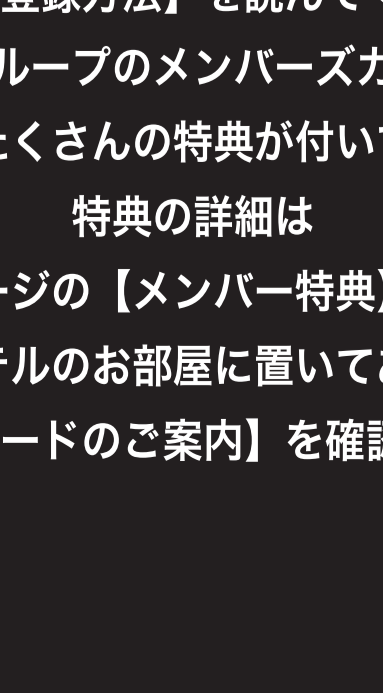 登録方法】を読んで
ループのメンバーズカ
たくさんの特典が付い
特典の詳細は
ージの【メンバー特典】
テルのお部屋に置いて
ードのご案内】を確認